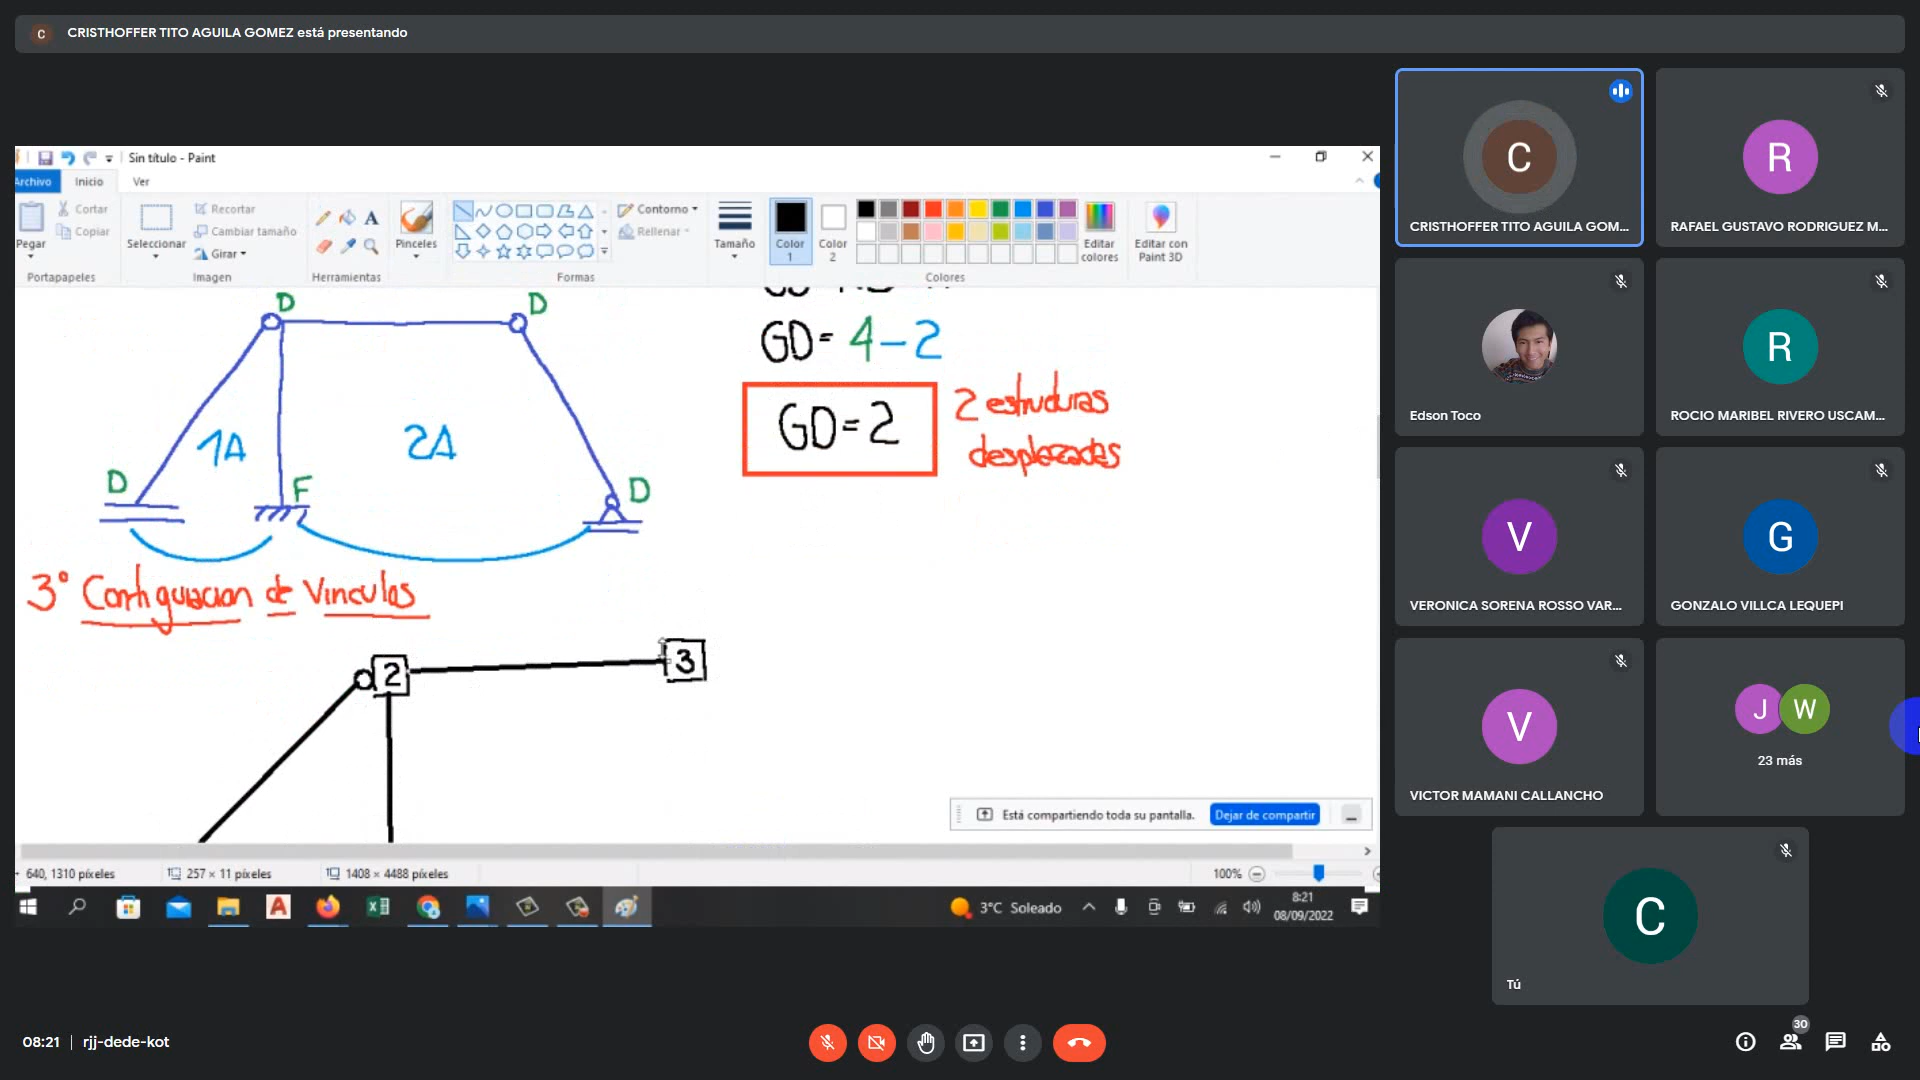 C CRISTHOFFER TITO AGUILA GOMEZ está presentando
Sin título - Paint
Archivo Inicio Ver
Pegar
Cortar
Copiar
Portapapeles
Seleccionar
Recortar
Cambiar tamaño
Girar
Imagen
A
Herramientas
Pinceles
Formas
Contorno
Rellenar
Tamaño
Color
1
Color
2
Editar
colores
Colores
Editar con
Paint 3D
D D
GD= 4-2
GD=2
2 estructuras
desplazadas
1A 2A
D F D
3° Configuracion de Vinculos
2 3
Está compartiendo toda su pantalla. Dejar de compartir
640, 1310 píxeles 257 × 11 píxeles 1408 × 4488 píxeles 100%
3°C Soleado 8:21
08/09/2022
C
CRISTHOFFER TITO AGUILA GOM...
R
RAFAEL GUSTAVO RODRIGUEZ M...
Edson Toco
R
ROCIO MARIBEL RIVERO USCAM...
V
VERONICA SORENA ROSSO VAR...
G
GONZALO VILLCA LEQUEPI
V
VICTOR MAMANI CALLANCHO
J W
23 más
C
Tú
08:21 | rjj-dede-kot
30